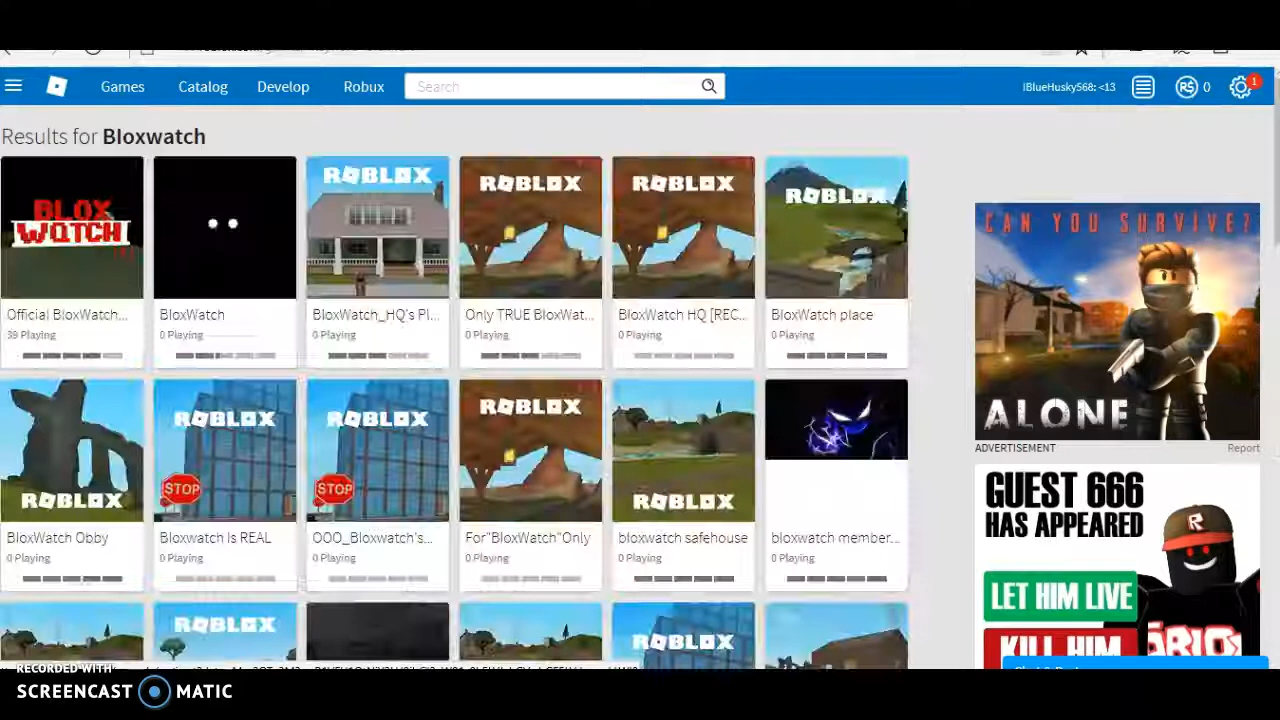 Games
Catalog
Develop
Robux
Search
iBlueHusky568: <13
R$ 0
1
Results for Bloxwatch
BLOX
WATCH
ROBLOX
ROBLOX
ROBLOX
ROBLOX
Official BloxWatch...
BloxWatch
BloxWatch_HQ's Pl...
Only TRUE BloxWat...
BloxWatch HQ [REC...
BloxWatch place
39 Playing
0 Playing
0 Playing
0 Playing
0 Playing
0 Playing
ROBLOX
ROBLOX
STOP
ROBLOX
STOP
ROBLOX
ROBLOX
BloxWatch Obby
Bloxwatch Is REAL
OOO_Bloxwatch's...
For"BloxWatch"Only
bloxwatch safehouse
bloxwatch member...
0 Playing
0 Playing
0 Playing
0 Playing
0 Playing
0 Playing
ROBLOX
ROBLOX
CAN YOU SURVIVE?
ALONE
ADVERTISEMENT
Report
GUEST 666
HAS APPEARED
R
LET HIM LIVE
KILL HIM
RECORDED WITH
SCREENCAST MATIC